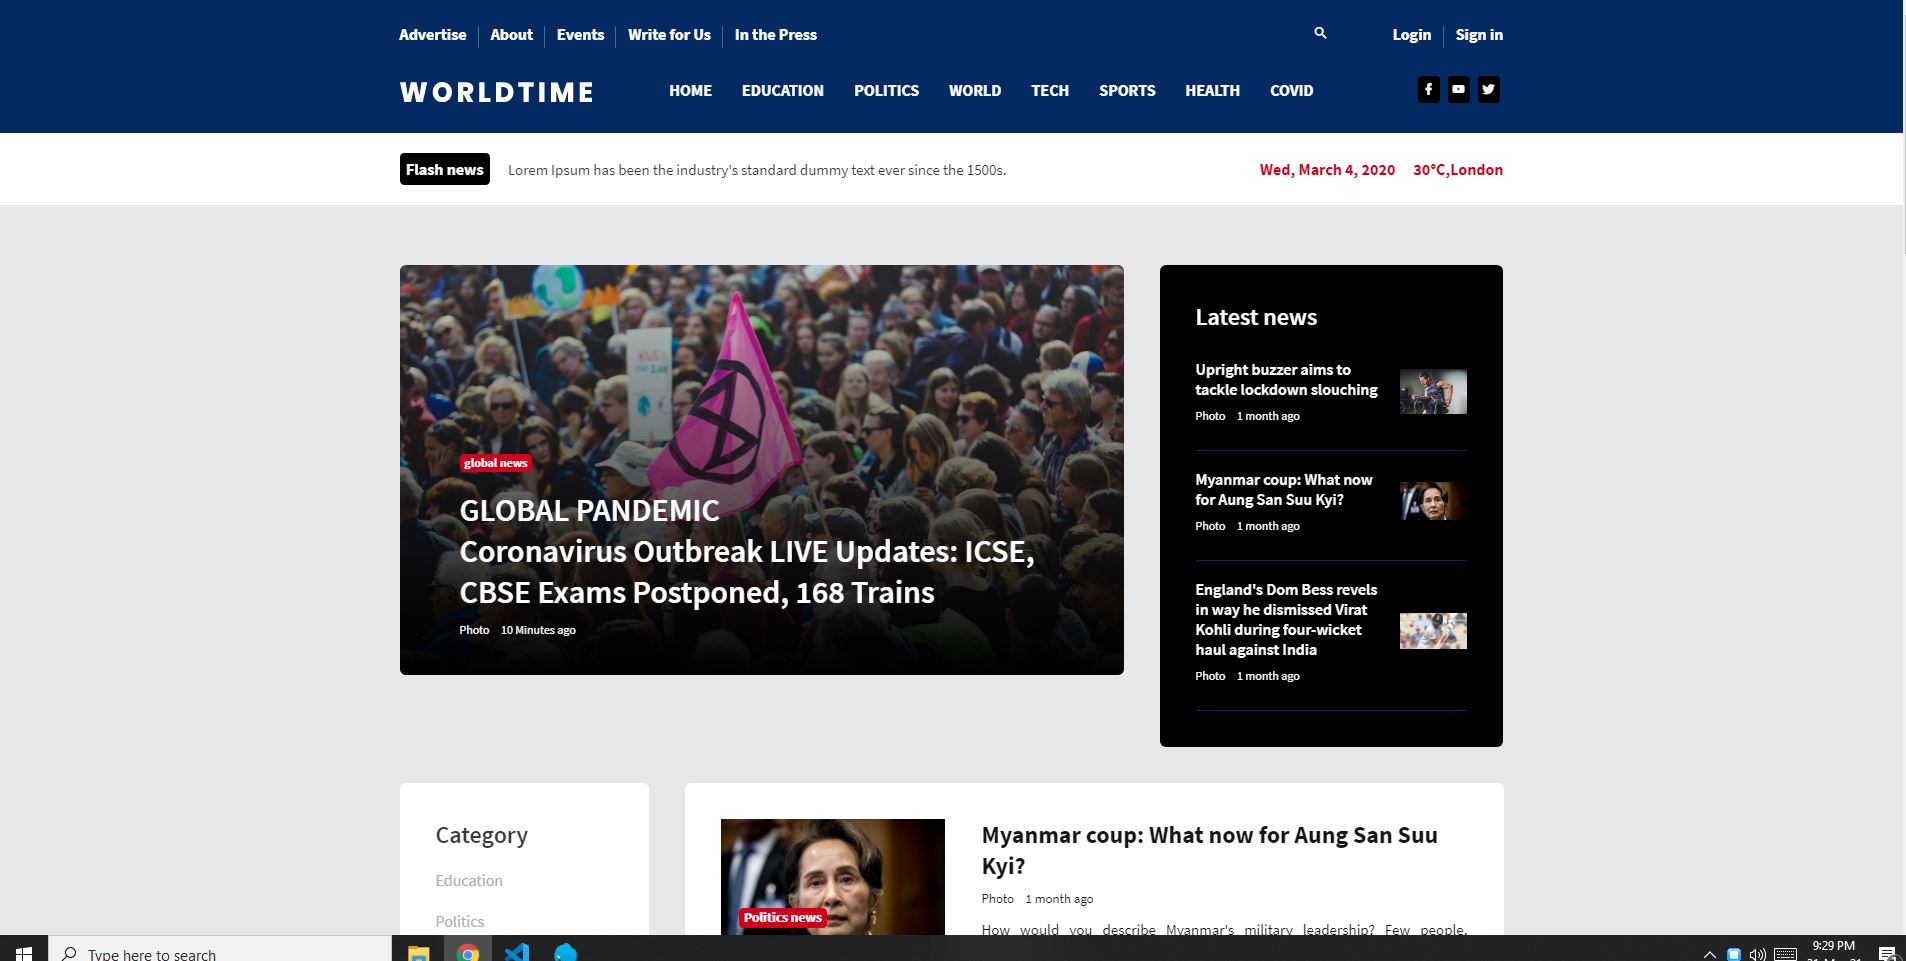 Advertise About Events Write for Us In the Press Login Sign in
WORLDTIME HOME EDUCATION POLITICS WORLD TECH SPORTS HEALTH COVID
Flash news Lorem Ipsum has been the industry's standard dummy text ever since the 1500s. Wed, March 4, 2020 30°C,London
global news
GLOBAL PANDEMIC
Coronavirus Outbreak LIVE Updates: ICSE,
CBSE Exams Postponed, 168 Trains
Photo 10 Minutes ago
Latest news
Upright buzzer aims to
tackle lockdown slouching
Photo 1 month ago
Myanmar coup: What now
for Aung San Suu Kyi?
Photo 1 month ago
England's Dom Bess revels
in way he dismissed Virat
Kohli during four-wicket
haul against India
Photo 1 month ago
Category
Education
Politics
Politics news
Myanmar coup: What now for Aung San Suu
Kyi?
Photo 1 month ago
How would you describe Myanmar's military leadership? Few people,
Type here to search
9:29 PM